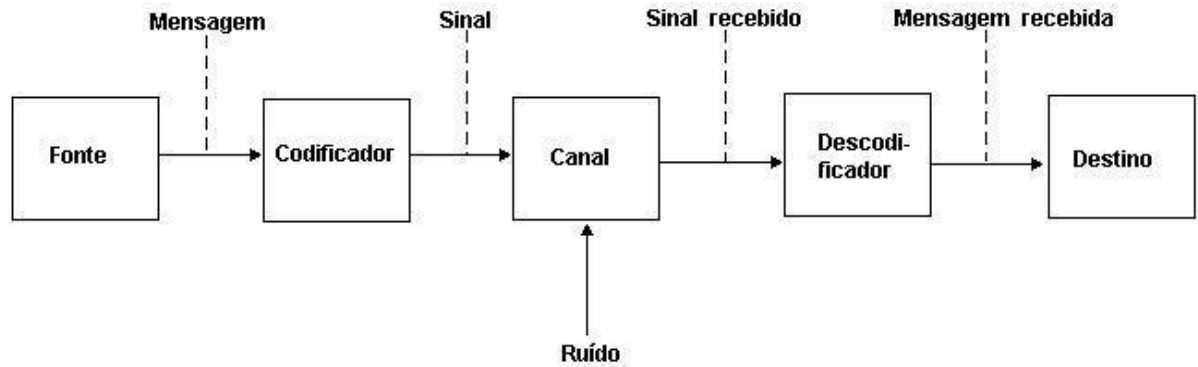 Mensagem
Sinal
Sinal recebido
Mensagem recebida
Fonte
Codificador
Canal
Descodi-
ficador
Destino
Ruído